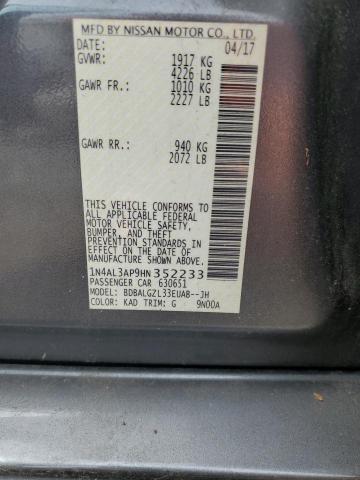 MFD BY NISSAN MOTOR CO., LTD.
DATE: 04/17
GVWR: 1917 KG
4226 LB
GAWR FR.: 1010 KG
2227 LB
GAWR RR.: 940 KG
2072 LB
THIS VEHICLE CONFORMS TO
ALL APPLICABLE FEDERAL
MOTOR VEHICLE SAFETY,
BUMPER, AND THEFT
PREVENTION STANDARDS
IN EFFECT ON THE DATE OF
MANUFACTURE SHOWN ABOVE.
1N4AL3AP9HN352233
PASSENGER CAR 630651
MODEL: BDBALGZL33EUA8--JH
COLOR: KAD TRIM: G 9N00A